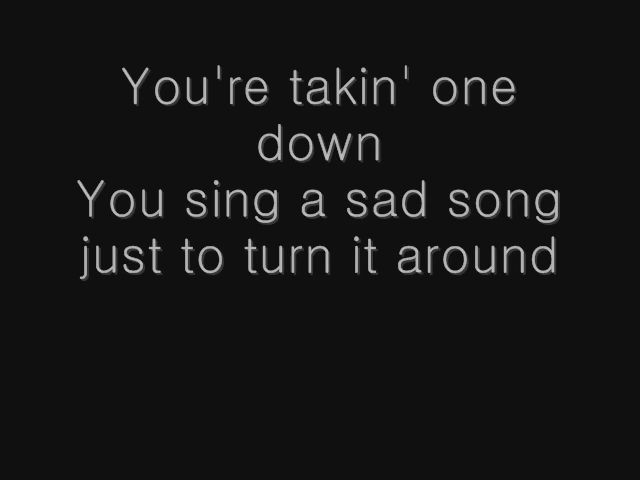 You're takin' one
down
You sing a sad song
just to turn it around